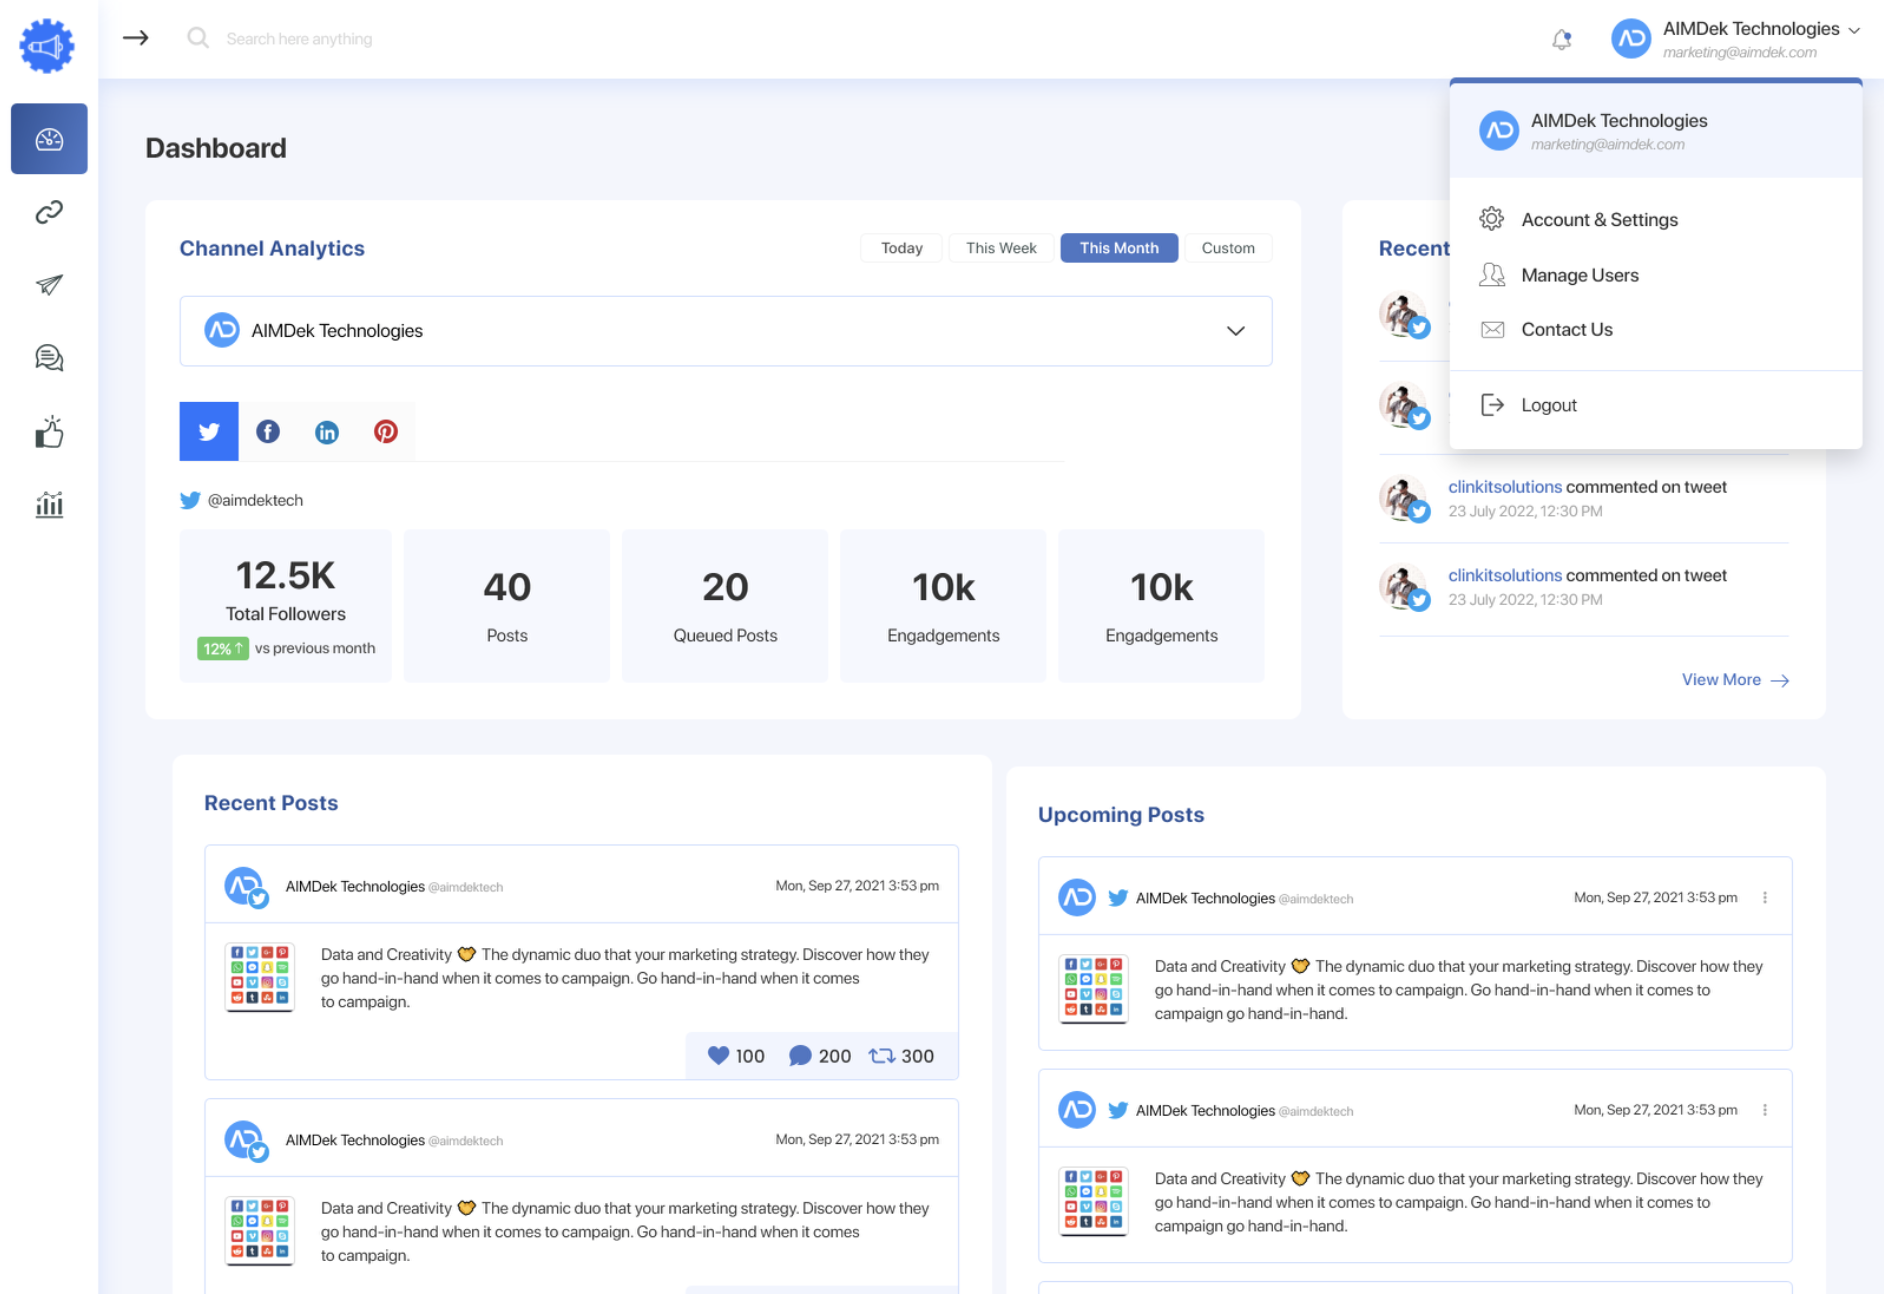 Search here anything
AIMDek Technologies
marketing@aimdek.com
Dashboard
AIMDek Technologies
marketing@aimdek.com
Account & Settings
Manage Users
Contact Us
Logout
Channel Analytics
Today
This Week
This Month
Custom
AIMDek Technologies
@aimdektech
12.5K
Total Followers
12%↑ vs previous month
40
Posts
20
Queued Posts
10k
Engadgements
10k
Engadgements
Recent
clinkitsolutions commented on tweet
23 July 2022, 12:30 PM
clinkitsolutions commented on tweet
23 July 2022, 12:30 PM
View More
Recent Posts
AIMDek Technologies @aimdektech
Mon, Sep 27, 2021 3:53 pm
Data and Creativity The dynamic duo that your marketing strategy. Discover how they
go hand-in-hand when it comes to campaign. Go hand-in-hand when it comes
to campaign.
100
200
300
AIMDek Technologies @aimdektech
Mon, Sep 27, 2021 3:53 pm
Data and Creativity The dynamic duo that your marketing strategy. Discover how they
go hand-in-hand when it comes to campaign. Go hand-in-hand when it comes
to campaign.
Upcoming Posts
AIMDek Technologies @aimdektech
Mon, Sep 27, 2021 3:53 pm
Data and Creativity The dynamic duo that your marketing strategy. Discover how they
go hand-in-hand when it comes to campaign. Go hand-in-hand when it comes to
campaign go hand-in-hand.
AIMDek Technologies @aimdektech
Mon, Sep 27, 2021 3:53 pm
Data and Creativity The dynamic duo that your marketing strategy. Discover how they
go hand-in-hand when it comes to campaign. Go hand-in-hand when it comes to
campaign go hand-in-hand.